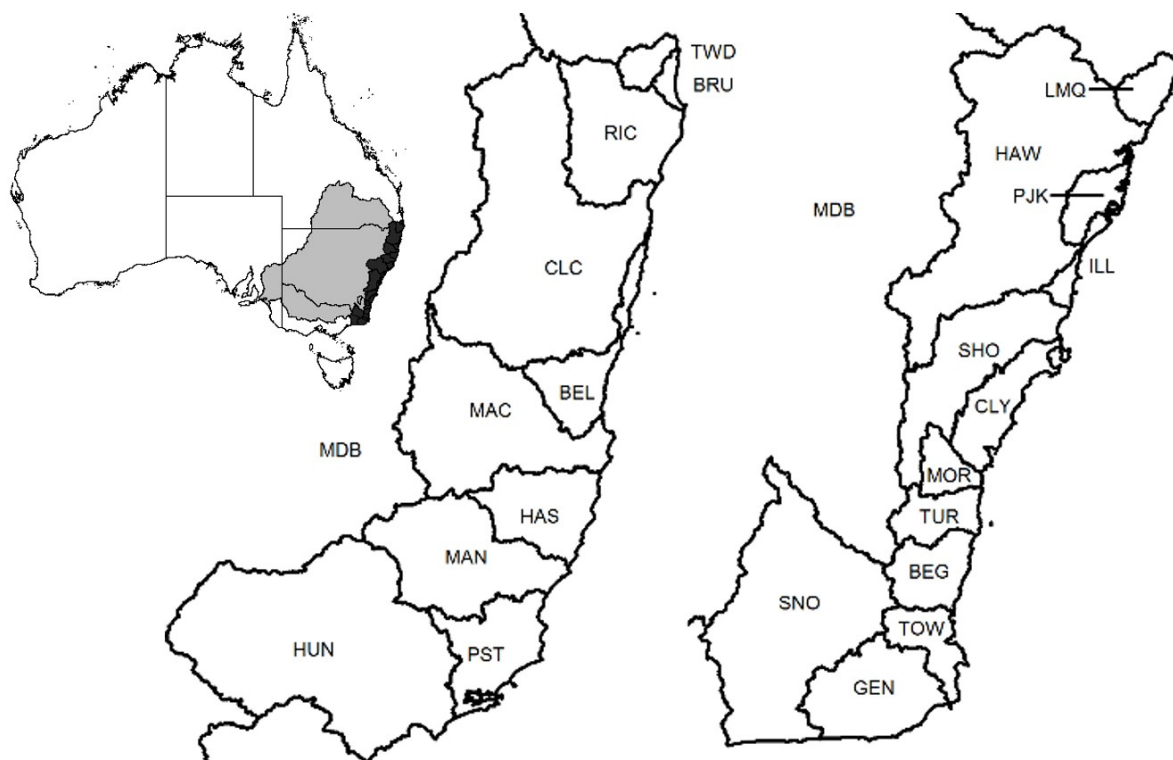 TWD
BRU
RIC
CLC
BEL
MAC
MDB
HAS
MAN
HUN
PST
LMQ
HAW
PJK
MDB
ILL
SHO
CLY
MOR
TUR
BEG
SNO
TOW
GEN